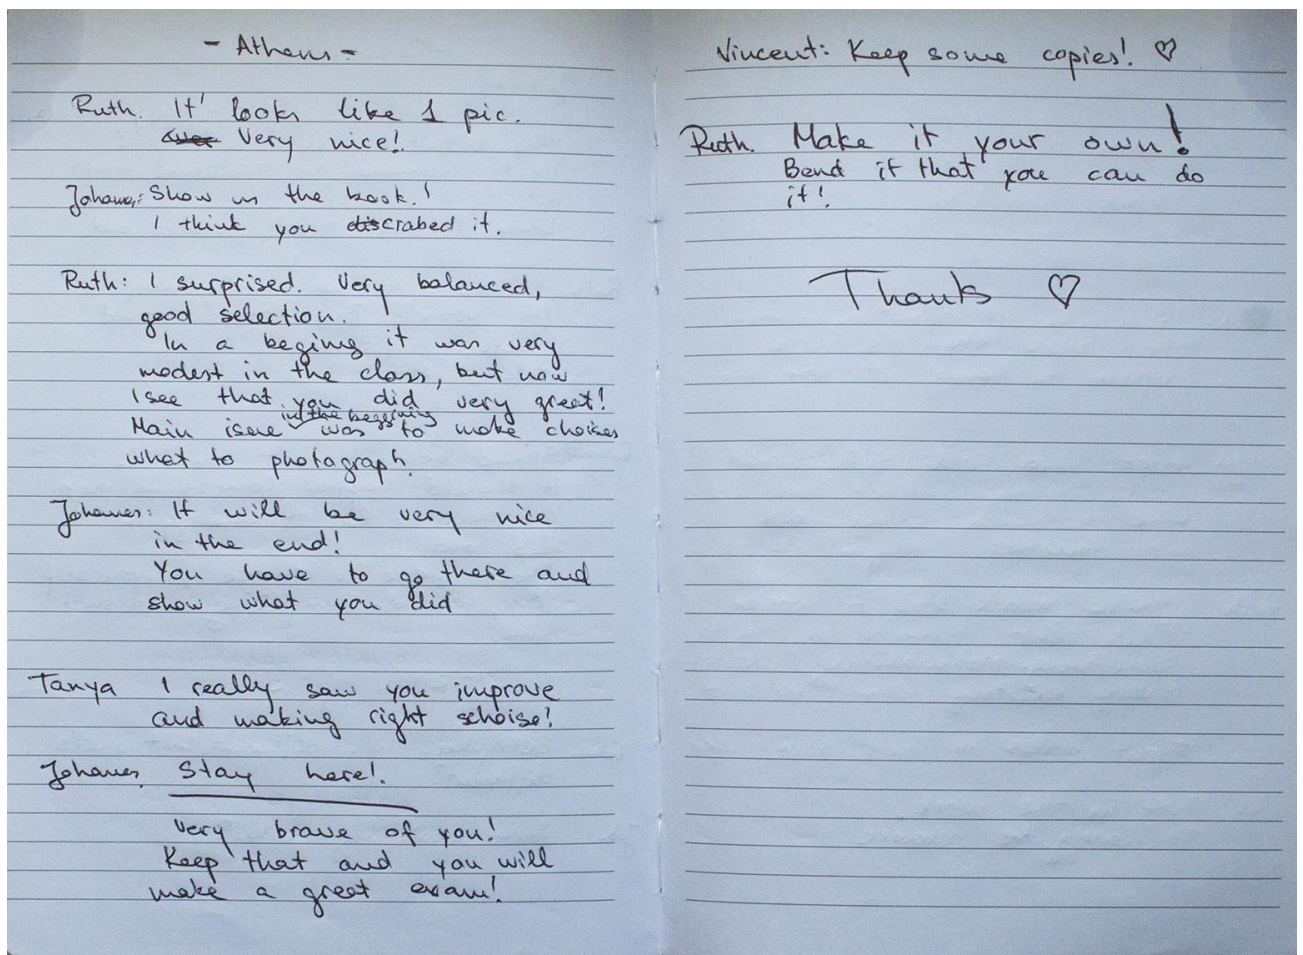 - Athens -
Ruth. It' looks like 1 pic.
Very nice!
Johanes: Show us the book!
I think you discrabed it.
Ruth: I surprised. Very balanced,
good selection.
In a begining it was very
modest in the class, but now
I see that you did very great!
in the beggining
Main isue was to make choises
what to photograph.
Johanes: It will be very nice
in the end!
You have to go there and
show what you did
Tanya I really saw you improve
and making right schoise!
Johanes. Stay here!
Very brave of you!
Keep that and you will
make a great exam!
Vincent: Keep some copies! ♡
Ruth. Make it your own!
Bend it that you can do
it!
Thanks ♡